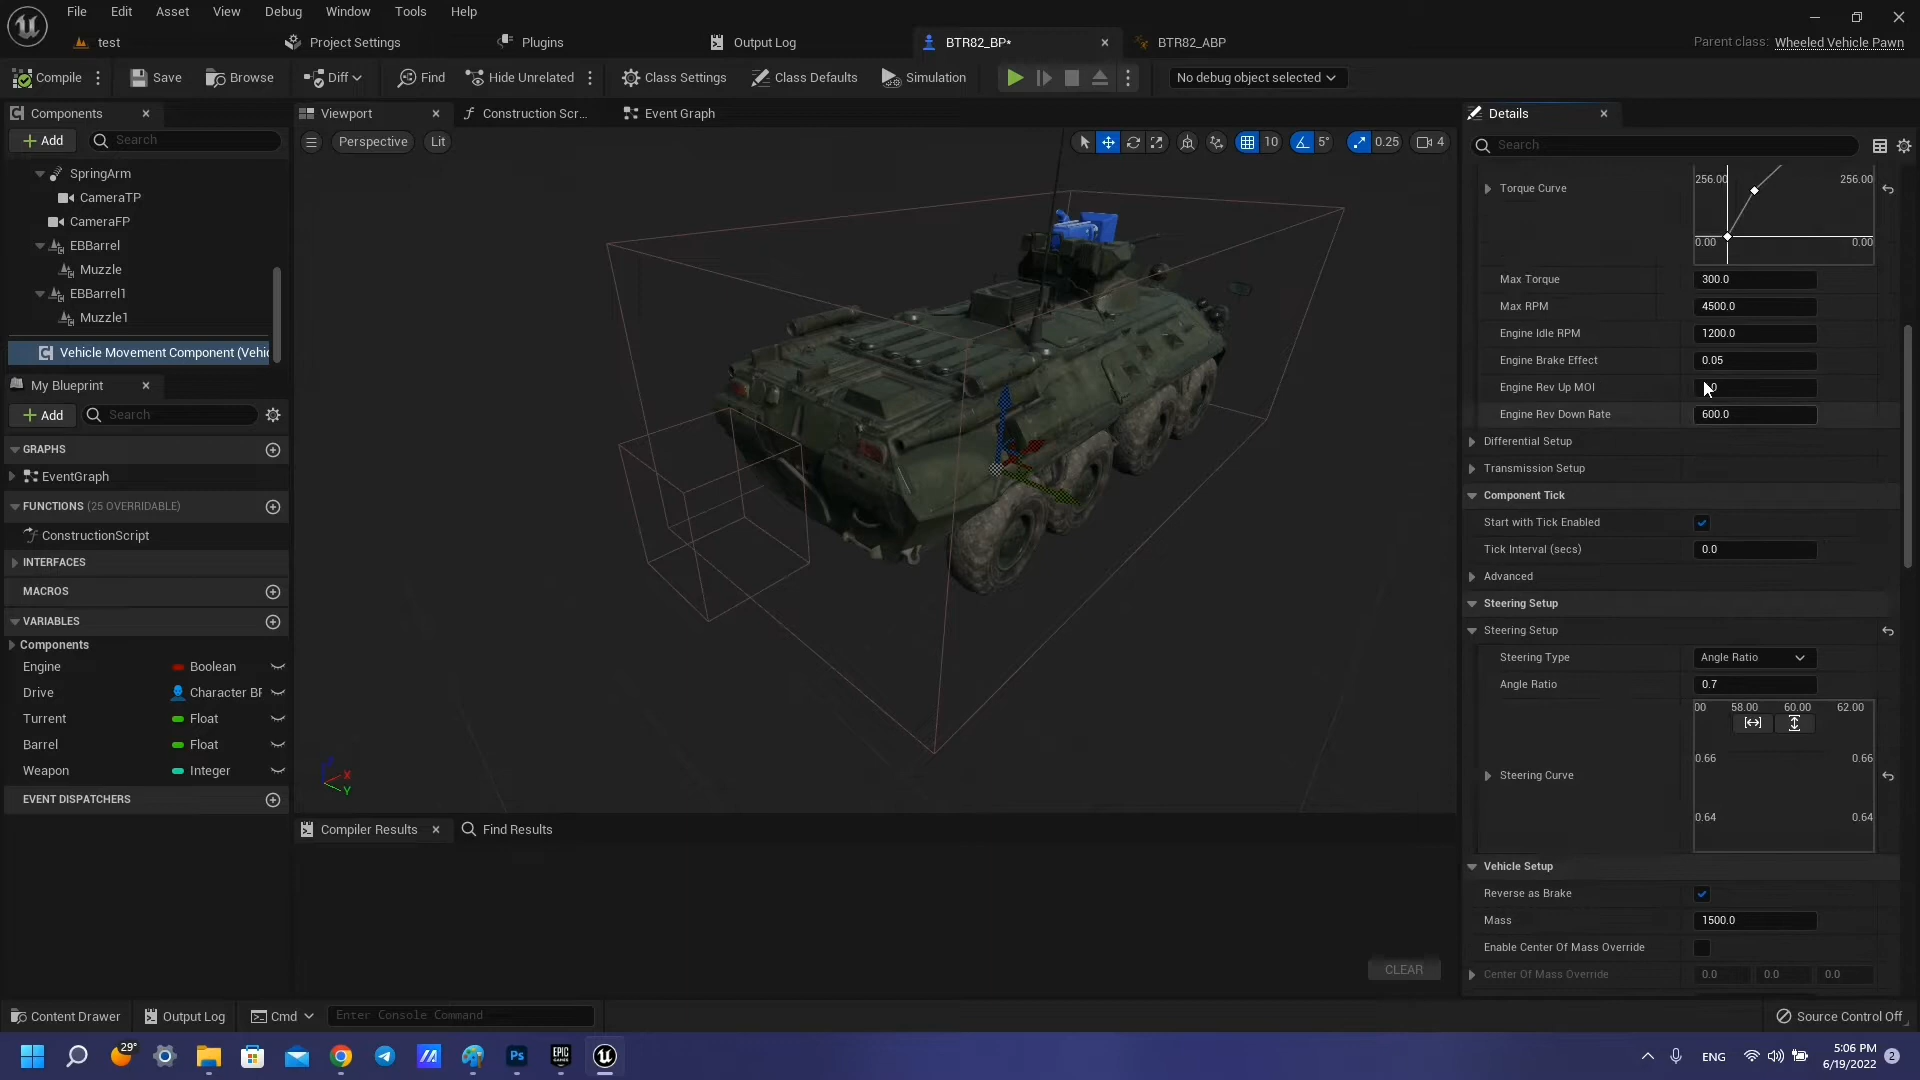 File Edit Asset View Debug Window Tools Help
test Project Settings Plugins Output Log BTR82_BP* BTR82_ABP Parent class: Wheeled Vehicle Pawn
Compile Save Browse Diff Find Hide Unrelated Class Settings Class Defaults Simulation No debug object selected
Components Viewport Construction Scr... Event Graph Details
Add Search Perspective Lit 10 5° 0.25 4 Search
SpringArm
CameraTP
CameraFP
EBBarrel
Muzzle
EBBarrel1
Muzzle1
Vehicle Movement Component (Vehic
My Blueprint
Add Search
GRAPHS
EventGraph
FUNCTIONS (25 OVERRIDABLE)
ConstructionScript
INTERFACES
MACROS
VARIABLES
Components
Engine Boolean
Drive Character BF
Turrent Float
Barrel Float
Weapon Integer
EVENT DISPATCHERS
X
Y
Compiler Results Find Results
CLEAR
256.00 256.00
Torque Curve
0.00 0.00
Max Torque 300.0
Max RPM 4500.0
Engine Idle RPM 1200.0
Engine Brake Effect 0.05
Engine Rev Up MOI
Engine Rev Down Rate 600.0
Differential Setup
Transmission Setup
Component Tick
Start with Tick Enabled
Tick Interval (secs) 0.0
Advanced
Steering Setup
Steering Setup
Steering Type Angle Ratio
Angle Ratio 0.7
00 58.00 60.00 62.00
0.66 0.66
Steering Curve
0.64 0.64
Vehicle Setup
Reverse as Brake
Mass 1500.0
Enable Center Of Mass Override
Center Of Mass Override 0.0 0.0 0.0
Content Drawer Output Log Cmd Enter Console Command Source Control Off
29° Ps EPIC GAMES ENG 5:06 PM
6/19/2022 2